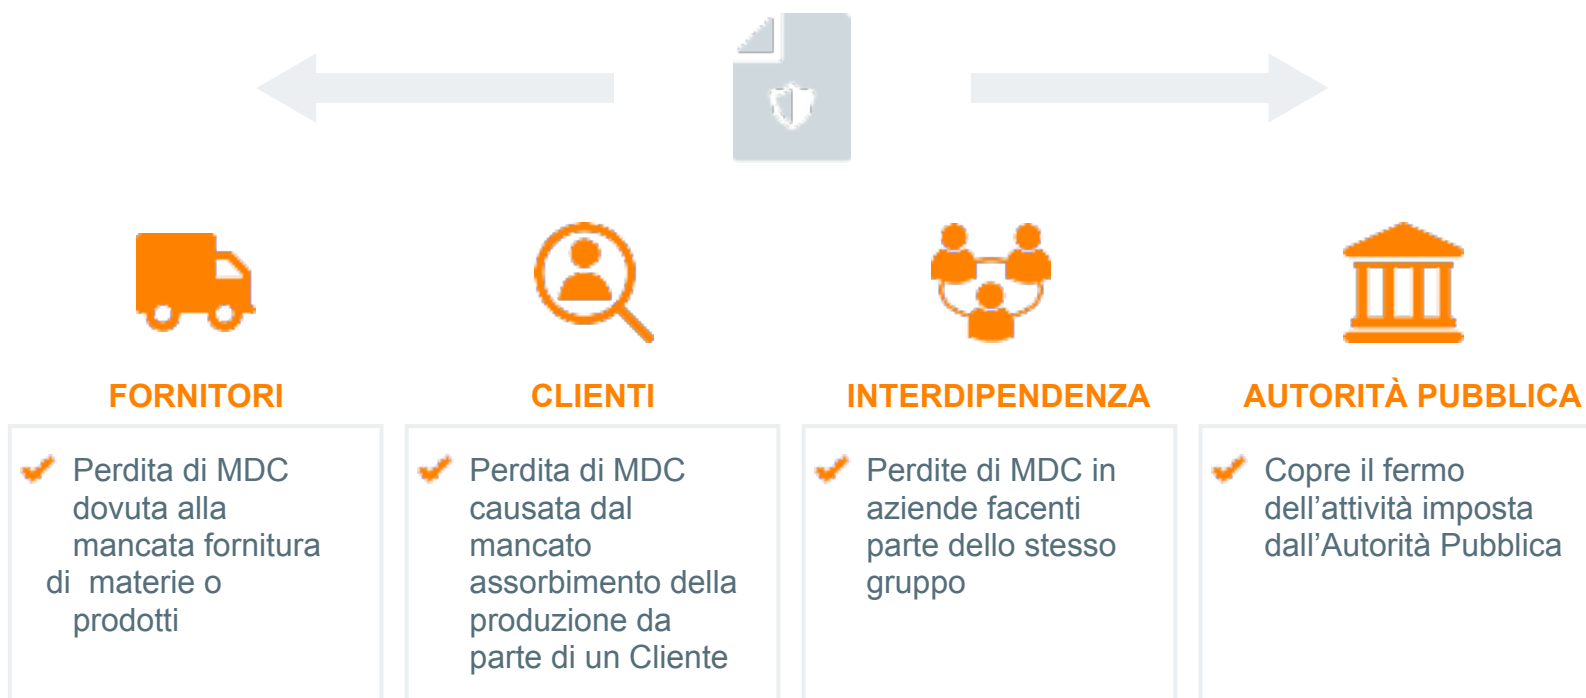 FORNITORI
Perdita di MDC
dovuta alla
mancata fornitura
di materie o
prodotti
CLIENTI
Perdita di MDC
causata dal
mancato
assorbimento della
produzione da
parte di un Cliente
INTERDIPENDENZA
Perdite di MDC in
aziende facenti
parte dello stesso
gruppo
AUTORITÀ PUBBLICA
Copre il fermo
dell’attività imposta
dall’Autorità Pubblica